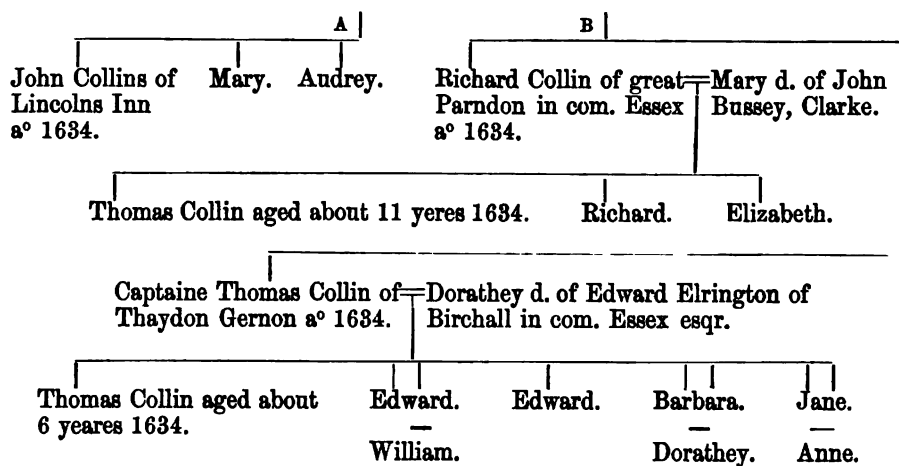 A B
John Collins of Mary. Audrey. Richard Collin of great Mary d. of John
Lincolns Inn Parndon in com. Essex Bussey, Clarke.
aº 1634. aº 1634.
Thomas Collin aged about 11 yeres 1634. Richard. Elizabeth.
Captaine Thomas Collin of Dorathey d. of Edward Elrington of
Thaydon Gernon aº 1634. Birchall in com. Essex esqr.
Thomas Collin aged about Edward. Edward. Barbara. Jane.
6 yeares 1634.
William. Dorathey. Anne.